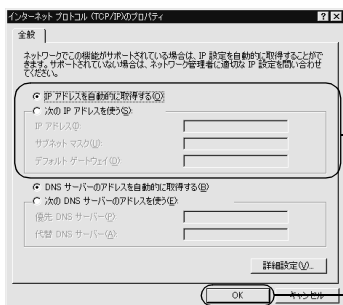 インターネット プロトコル (TCP/IP)のプロパティ
全般
ネットワークでこの機能がサポートされている場合は、IP 設定を自動的に取得することがで
きます。サポートされていない場合は、ネットワーク管理者に適切な IP 設定を問い合わせ
てください。
IP アドレスを自動的に取得する(O)
次の IP アドレスを使う(S):
IP アドレス(I):
サブネット マスク(U):
デフォルト ゲートウェイ(D):
DNS サーバーのアドレスを自動的に取得する(B)
次の DNS サーバーのアドレスを使う(E):
優先 DNS サーバー(P):
代替 DNS サーバー(A):
詳細設定(V)...
OK
キャンセル